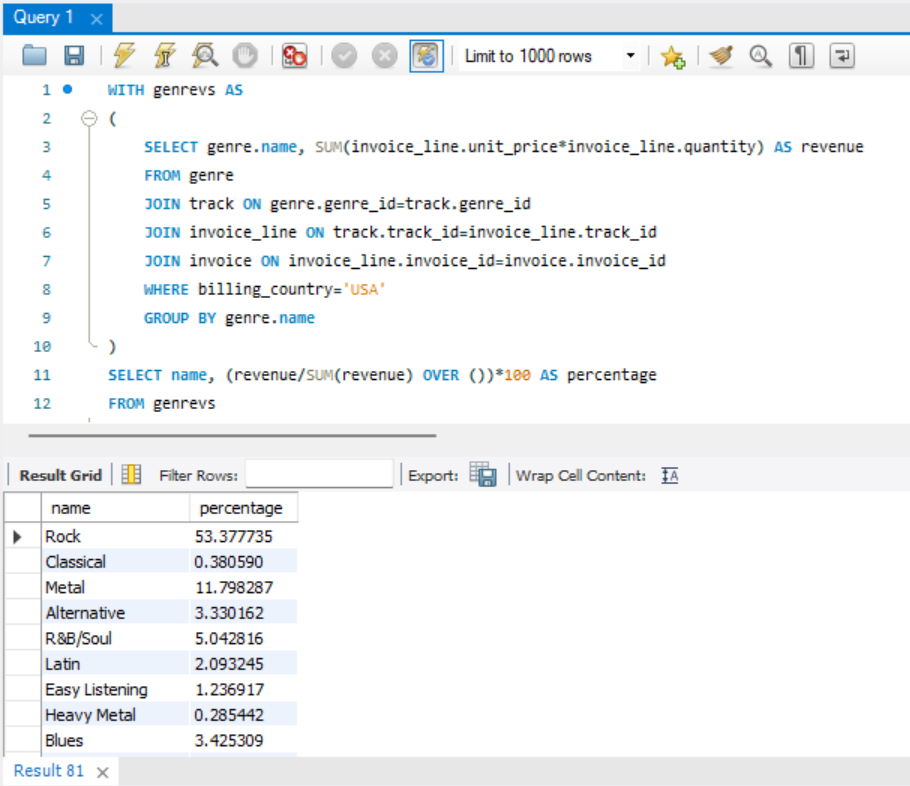 Query 1
Limit to 1000 rows
1 WITH genrevs AS
2 (
3 SELECT genre.name, SUM(invoice_line.unit_price*invoice_line.quantity) AS revenue
4 FROM genre
5 JOIN track ON genre.genre_id=track.genre_id
6 JOIN invoice_line ON track.track_id=invoice_line.track_id
7 JOIN invoice ON invoice_line.invoice_id=invoice.invoice_id
8 WHERE billing_country='USA'
9 GROUP BY genre.name
10 )
11 SELECT name, (revenue/SUM(revenue) OVER ())*100 AS percentage
12 FROM genrevs
Result Grid Filter Rows: Export: Wrap Cell Content: IA
name percentage
Rock 53.377735
Classical 0.380590
Metal 11.798287
Alternative 3.330162
R&B/Soul 5.042816
Latin 2.093245
Easy Listening 1.236917
Heavy Metal 0.285442
Blues 3.425309
Result 81